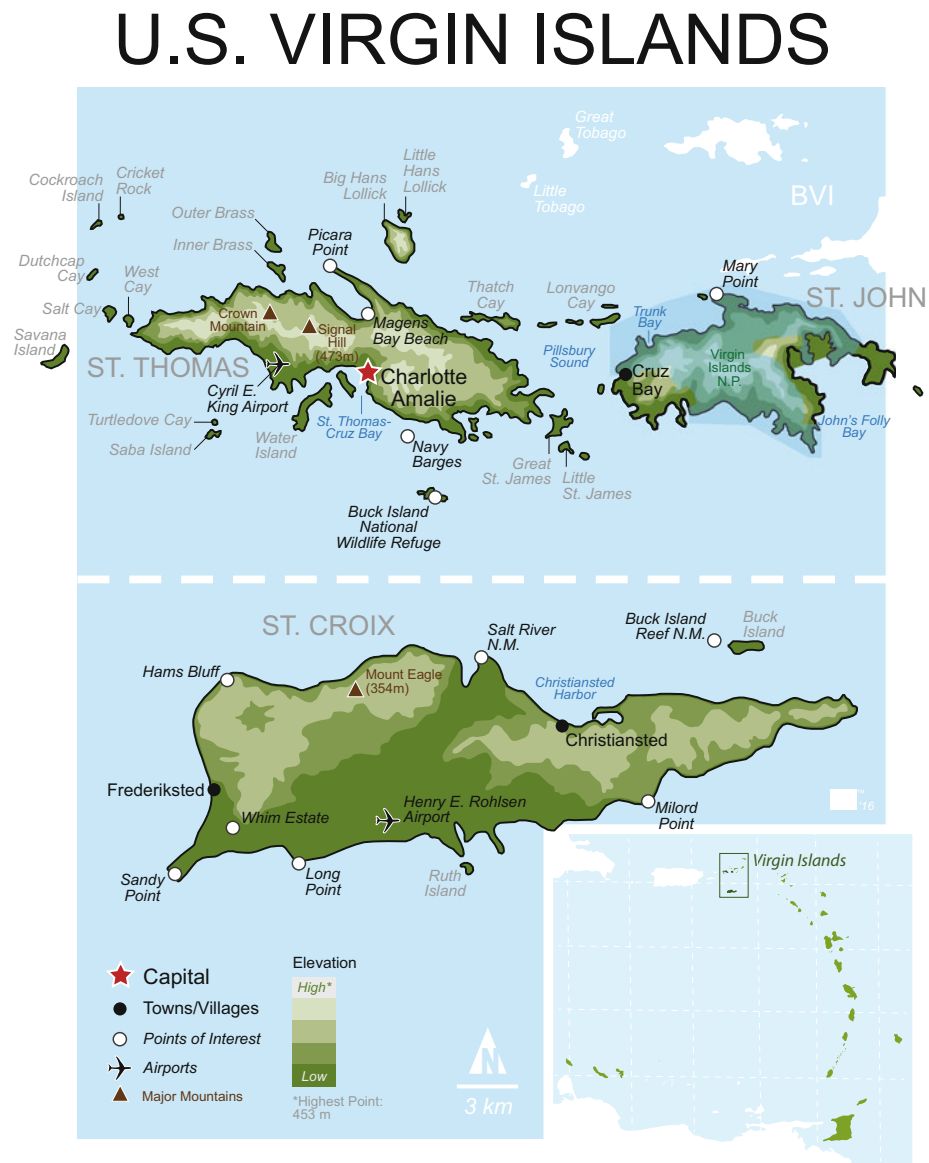 U.S. VIRGIN ISLANDS
Great
Tobago
Little
Tobago
BVI
Cockroach
Island
Cricket
Rock
Big Hans
Lollick
Little
Hans
Lollick
Outer Brass
Inner Brass
Picara
Point
Dutchcap
Cay
West
Cay
Salt Cay
Savana
Island
Crown
Mountain
Signal
Hill
(473m)
Magens
Bay Beach
Thatch
Cay
Lonvango
Cay
Mary
Point
ST. JOHN
Trunk
Bay
Pillsbury
Sound
Virgin
Islands
N.P.
Cruz
Bay
ST. THOMAS
Cyril E.
King Airport
Charlotte
Amalie
Turtledove Cay
Saba Island
Water
Island
St. Thomas-
Cruz Bay
Navy
Barges
Great
St. James
Little
St. James
John's Folly
Bay
Buck Island
National
Wildlife Refuge
ST. CROIX
Salt River
N.M.
Buck Island
Reef N.M.
Buck
Island
Hams Bluff
Mount Eagle
(354m)
Christiansted
Harbor
Christiansted
Frederiksted
Henry E. Rohlsen
Airport
Whim Estate
Milord
Point
Sandy
Point
Long
Point
Ruth
Island
'16
Virgin Islands
Capital
Towns/Villages
Points of Interest
Airports
Major Mountains
Elevation
High*
Low
*Highest Point:
453 m
N
3 km